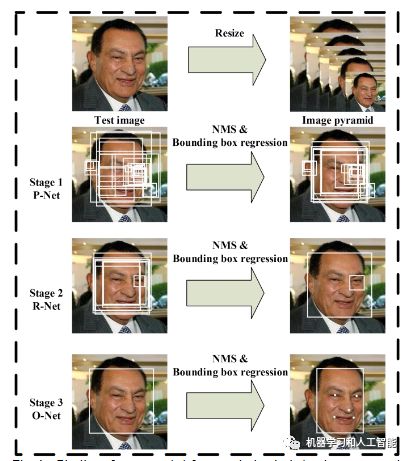 Resize
Test image
Image pyramid
Stage 1
P-Net
NMS &
Bounding box regression
Stage 2
R-Net
NMS &
Bounding box regression
Stage 3
O-Net
NMS &
Bounding box regression
机器学习和人工智能